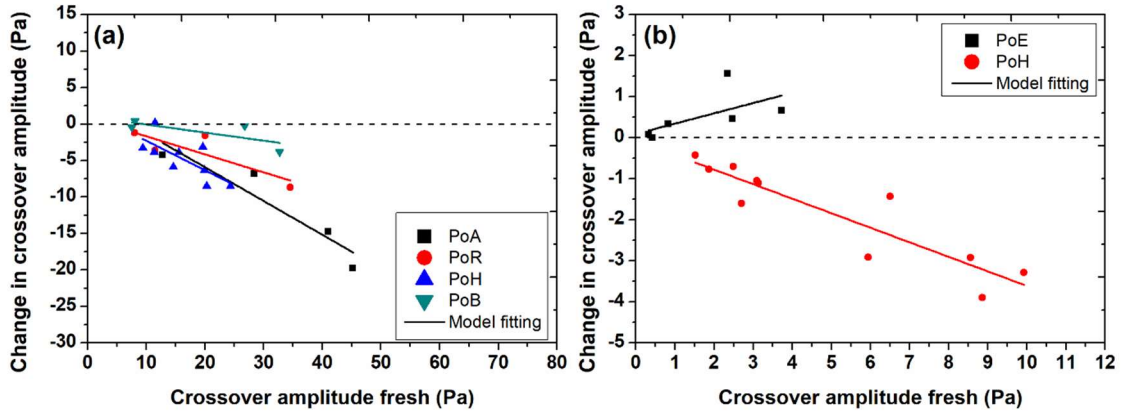 (a)
Change in crossover amplitude (Pa)
15
10
5
0
-5
-10
-15
-20
-25
-30
PoA
PoR
PoH
PoB
Model fitting
0 10 20 30 40 50 60 70 80
Crossover amplitude fresh (Pa)
(b)
Change in crossover amplitude (Pa)
3
2
1
0
-1
-2
-3
-4
-5
PoE
PoH
Model fitting
0 1 2 3 4 5 6 7 8 9 10 11 12
Crossover amplitude fresh (Pa)